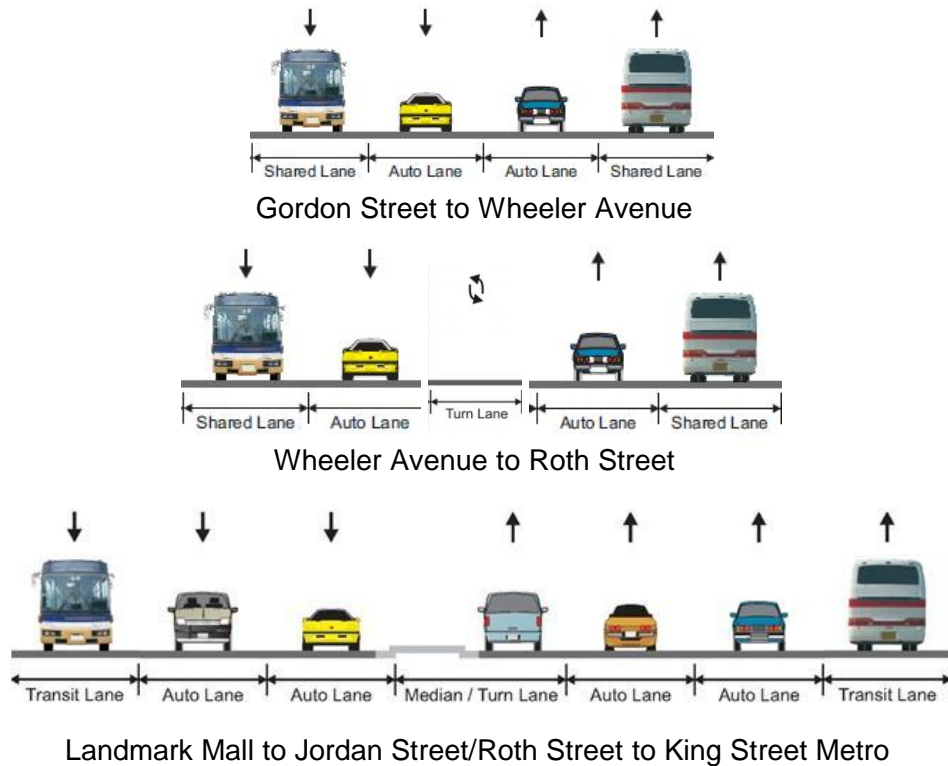 Shared Lane Auto Lane Auto Lane Shared Lane
Gordon Street to Wheeler Avenue
Shared Lane Auto Lane Turn Lane Auto Lane Shared Lane
Wheeler Avenue to Roth Street
Transit Lane Auto Lane Auto Lane Median / Turn Lane Auto Lane Auto Lane Transit Lane
Landmark Mall to Jordan Street/Roth Street to King Street Metro